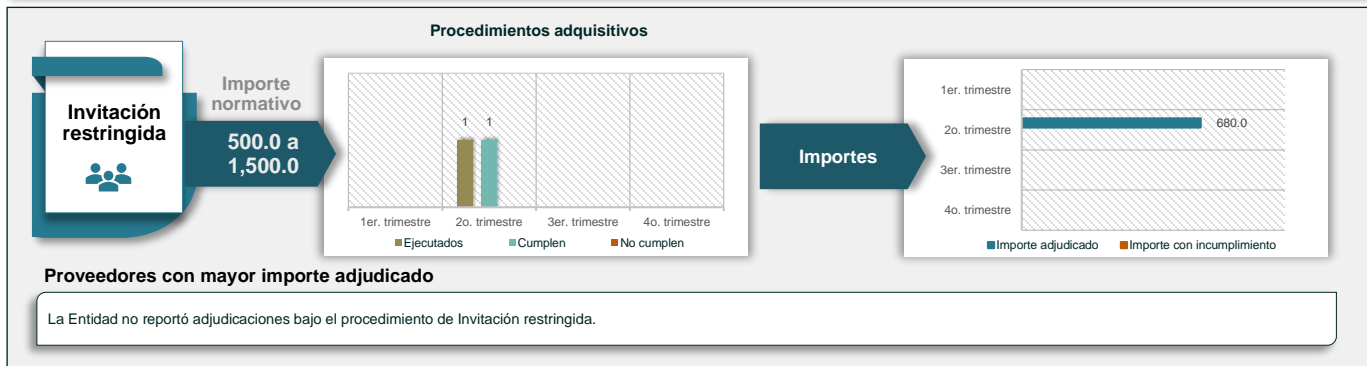 Procedimientos adquisitivos
Invitación
restringida
Importe
normativo
500.0 a
1,500.0
1 1
1er. trimestre 2o. trimestre 3er. trimestre 4o. trimestre
Ejecutados Cumplen No cumplen
Importes
1er. trimestre
2o. trimestre 680.0
3er. trimestre
4o. trimestre
Importe adjudicado Importe con incumplimiento
Proveedores con mayor importe adjudicado
La Entidad no reportó adjudicaciones bajo el procedimiento de Invitación restringida.